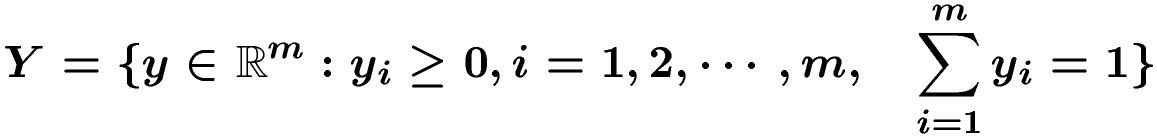 Y = {y ∈ ℝ^m : y_i ≥ 0, i = 1, 2, ⋯ , m, ∑_{i=1}^{m} y_i = 1}